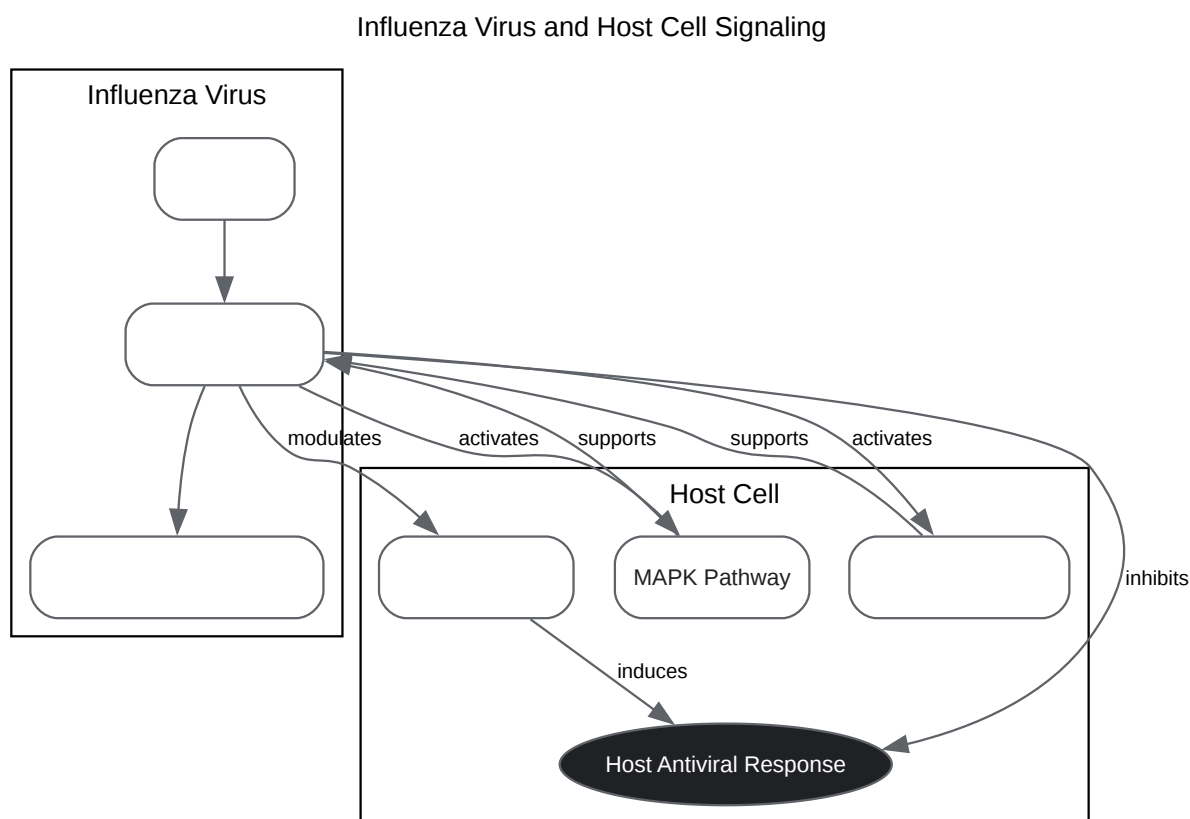 Influenza Virus and Host Cell Signaling
Influenza Virus
modulates
activates
supports
supports
activates
Host Cell
MAPK Pathway
inhibits
induces
Host Antiviral Response